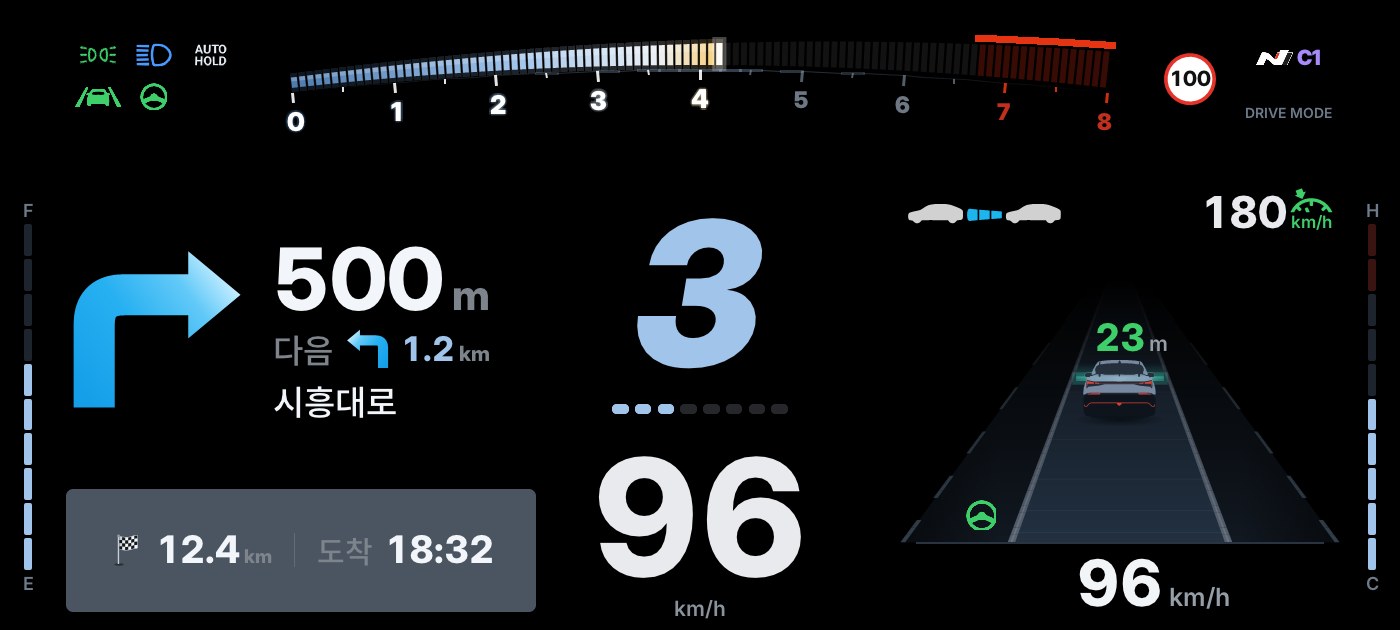 AUTO
HOLD
0 1 2 3 4 5 6 7 8
100
N C1
DRIVE MODE
F
E
500 m
다음 1.2 km
시흥대로
12.4 km 도착 18:32
3
96
km/h
180 km/h
23 m
96 km/h
H
C